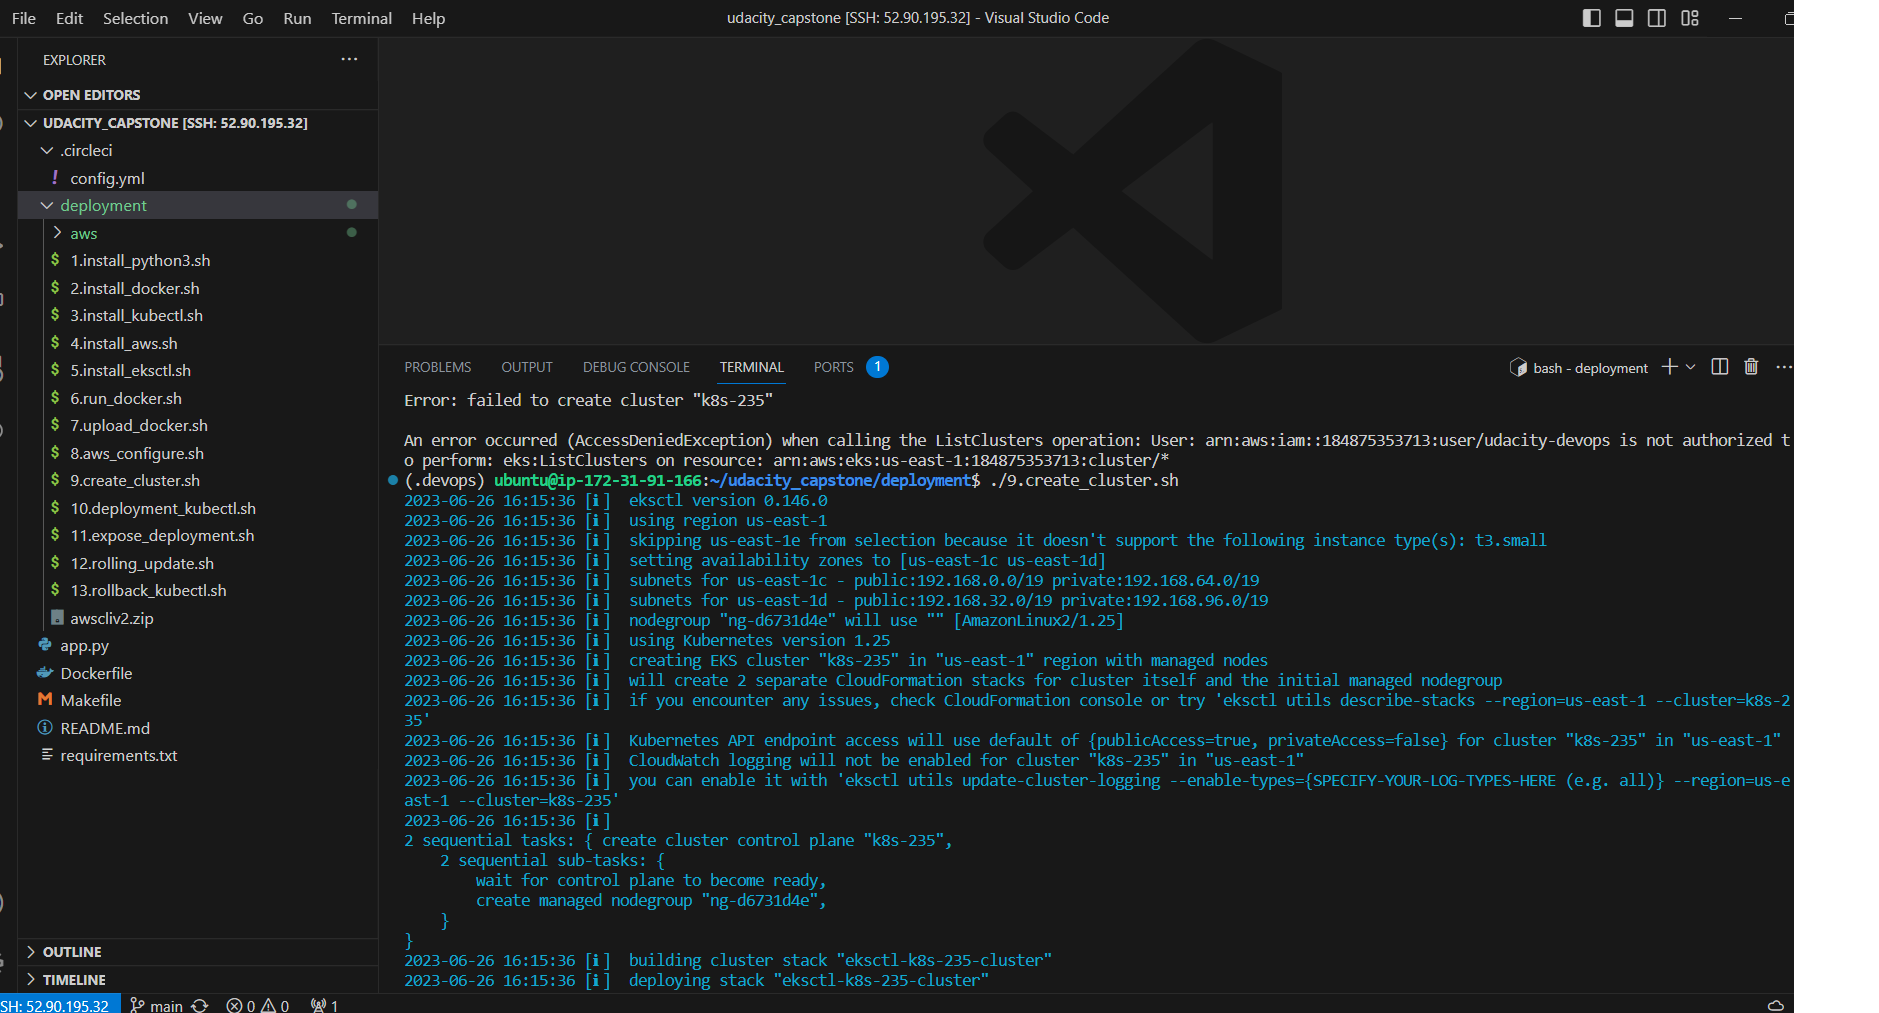 File Edit Selection View Go Run Terminal Help
udacity_capstone [SSH: 52.90.195.32] - Visual Studio Code
EXPLORER
OPEN EDITORS
UDACITY_CAPSTONE [SSH: 52.90.195.32]
.circleci
! config.yml
deployment
aws
$ 1.install_python3.sh
$ 2.install_docker.sh
$ 3.install_kubectl.sh
$ 4.install_aws.sh
$ 5.install_eksctl.sh
$ 6.run_docker.sh
$ 7.upload_docker.sh
$ 8.aws_configure.sh
$ 9.create_cluster.sh
$ 10.deployment_kubectl.sh
$ 11.expose_deployment.sh
$ 12.rolling_update.sh
$ 13.rollback_kubectl.sh
awscliv2.zip
app.py
Dockerfile
M Makefile
README.md
requirements.txt
OUTLINE
TIMELINE
PROBLEMS OUTPUT DEBUG CONSOLE TERMINAL PORTS 1
bash - deployment
Error: failed to create cluster "k8s-235"
An error occurred (AccessDeniedException) when calling the ListClusters operation: User: arn:aws:iam::184875353713:user/udacity-devops is not authorized t
o perform: eks:ListClusters on resource: arn:aws:eks:us-east-1:184875353713:cluster/*
(.devops) ubuntu@ip-172-31-91-166:~/udacity_capstone/deployment$ ./9.create_cluster.sh
2023-06-26 16:15:36 [ℹ]  eksctl version 0.146.0
2023-06-26 16:15:36 [ℹ]  using region us-east-1
2023-06-26 16:15:36 [ℹ]  skipping us-east-1e from selection because it doesn't support the following instance type(s): t3.small
2023-06-26 16:15:36 [ℹ]  setting availability zones to [us-east-1c us-east-1d]
2023-06-26 16:15:36 [ℹ]  subnets for us-east-1c - public:192.168.0.0/19 private:192.168.64.0/19
2023-06-26 16:15:36 [ℹ]  subnets for us-east-1d - public:192.168.32.0/19 private:192.168.96.0/19
2023-06-26 16:15:36 [ℹ]  nodegroup "ng-d6731d4e" will use "" [AmazonLinux2/1.25]
2023-06-26 16:15:36 [ℹ]  using Kubernetes version 1.25
2023-06-26 16:15:36 [ℹ]  creating EKS cluster "k8s-235" in "us-east-1" region with managed nodes
2023-06-26 16:15:36 [ℹ]  will create 2 separate CloudFormation stacks for cluster itself and the initial managed nodegroup
2023-06-26 16:15:36 [ℹ]  if you encounter any issues, check CloudFormation console or try 'eksctl utils describe-stacks --region=us-east-1 --cluster=k8s-2
35'
2023-06-26 16:15:36 [ℹ]  Kubernetes API endpoint access will use default of {publicAccess=true, privateAccess=false} for cluster "k8s-235" in "us-east-1"
2023-06-26 16:15:36 [ℹ]  CloudWatch logging will not be enabled for cluster "k8s-235" in "us-east-1"
2023-06-26 16:15:36 [ℹ]  you can enable it with 'eksctl utils update-cluster-logging --enable-types={SPECIFY-YOUR-LOG-TYPES-HERE (e.g. all)} --region=us-e
ast-1 --cluster=k8s-235'
2023-06-26 16:15:36 [ℹ]
2 sequential tasks: { create cluster control plane "k8s-235",
    2 sequential sub-tasks: {
        wait for control plane to become ready,
        create managed nodegroup "ng-d6731d4e",
    }
}
2023-06-26 16:15:36 [ℹ]  building cluster stack "eksctl-k8s-235-cluster"
2023-06-26 16:15:36 [ℹ]  deploying stack "eksctl-k8s-235-cluster"
SH: 52.90.195.32 main 0 0 1